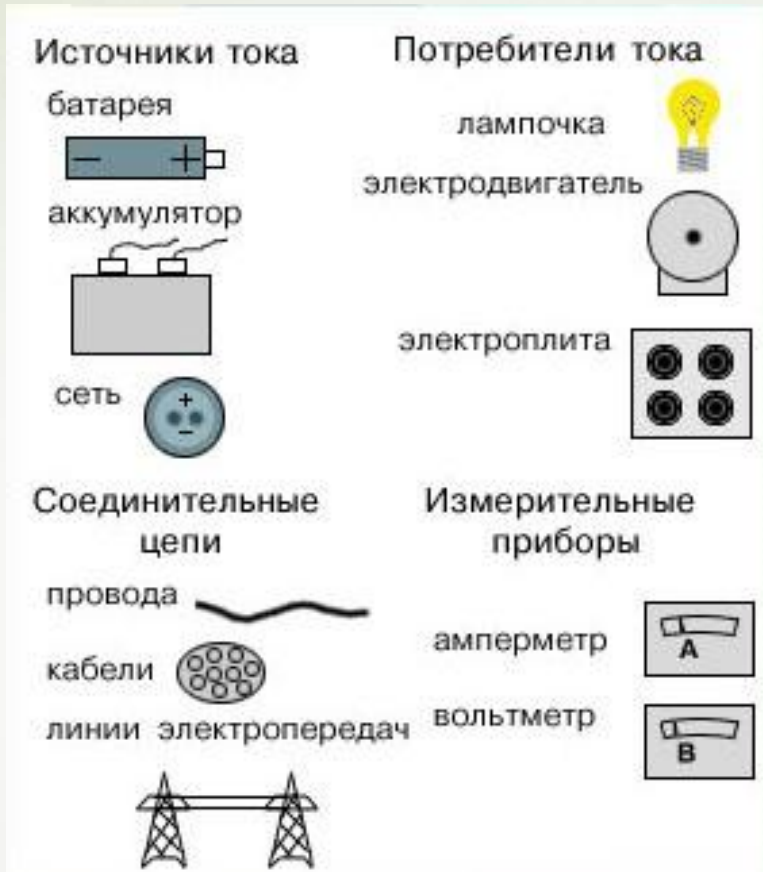 Источники тока
батарея
− +
аккумулятор
сеть
+
−
Потребители тока
лампочка
электродвигатель
электроплита
Соединительные
цепи
провода
кабели
линии электропередач
Измерительные
приборы
амперметр
А
вольтметр
В